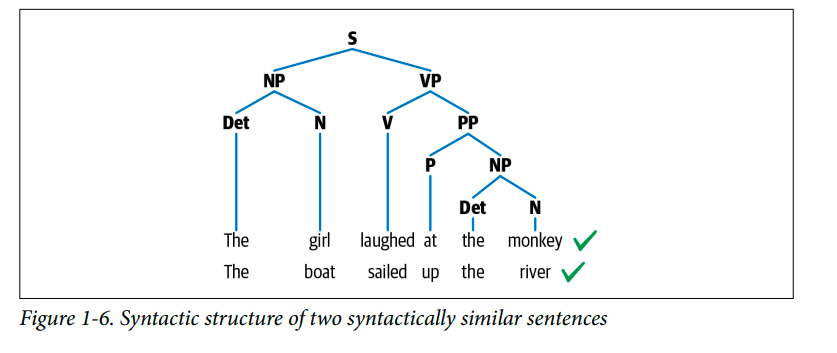 S
NP VP
Det N V PP
P NP
Det N
The girl laughed at the monkey
The boat sailed up the river
Figure 1-6. Syntactic structure of two syntactically similar sentences